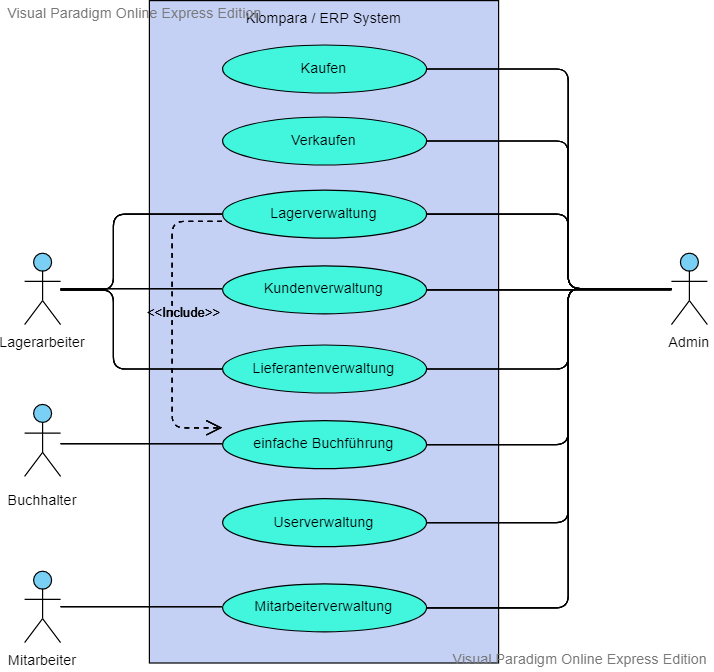 Visual Paradigm Online Express Edition
Klompara / ERP System
Kaufen
Verkaufen
Lagerverwaltung
Kundenverwaltung
<<Include>>
Lagerarbeiter
Admin
Lieferantenverwaltung
einfache Buchführung
Buchhalter
Userverwaltung
Mitarbeiterverwaltung
Mitarbeiter
Visual Paradigm Online Express Edition